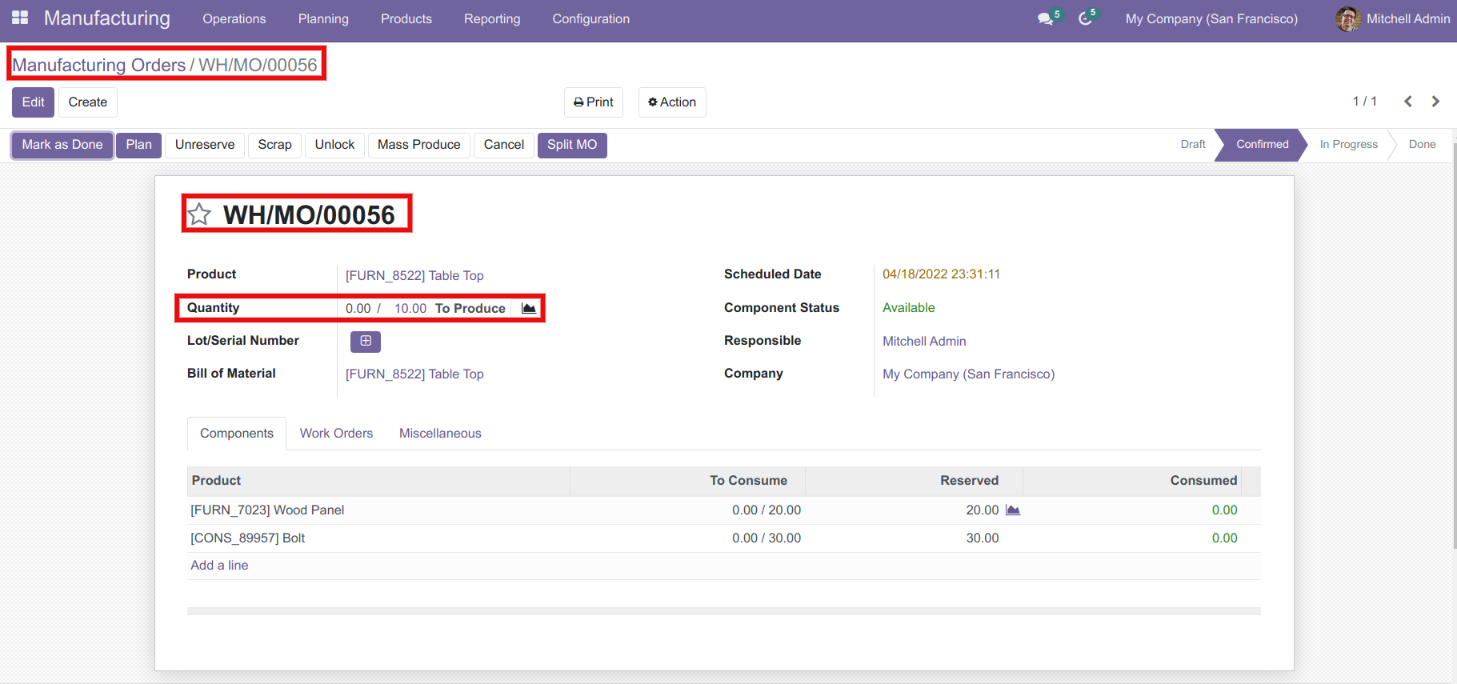 Manufacturing Operations Planning Products Reporting Configuration 5 5 My Company (San Francisco) Mitchell Admin
Manufacturing Orders / WH/MO/00056
Edit Create Print Action 1 / 1
Mark as Done Plan Unreserve Scrap Unlock Mass Produce Cancel Split MO Draft Confirmed In Progress Done
WH/MO/00056
Product [FURN_8522] Table Top Scheduled Date 04/18/2022 23:31:11
Quantity 0.00 / 10.00 To Produce Component Status Available
Lot/Serial Number Responsible Mitchell Admin
Bill of Material [FURN_8522] Table Top Company My Company (San Francisco)
Components Work Orders Miscellaneous
Product To Consume Reserved Consumed
[FURN_7023] Wood Panel 0.00 / 20.00 20.00 0.00
[CONS_89957] Bolt 0.00 / 30.00 30.00 0.00
Add a line